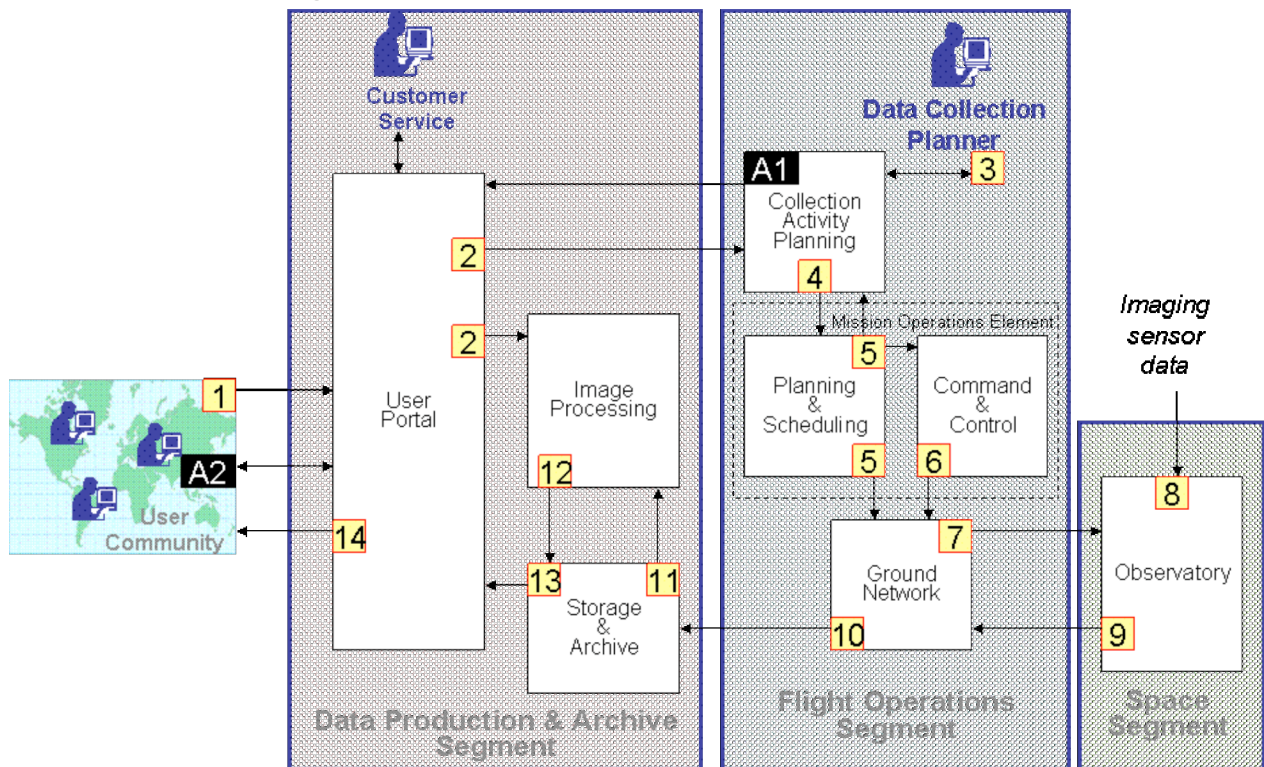 Customer
Service
Data Collection
Planner
A1
3
Collection
Activity
Planning
2
4
Imaging
sensor
data
Mission Operations Element
2
5
Image
Processing
Planning
&
Scheduling
Command
&
Control
1
User
Portal
A2
12
5
6
8
User
Community
14
7
Observatory
13
11
Storage
&
Archive
Ground
Network
10
9
Data Production & Archive
Segment
Flight Operations
Segment
Space
Segment